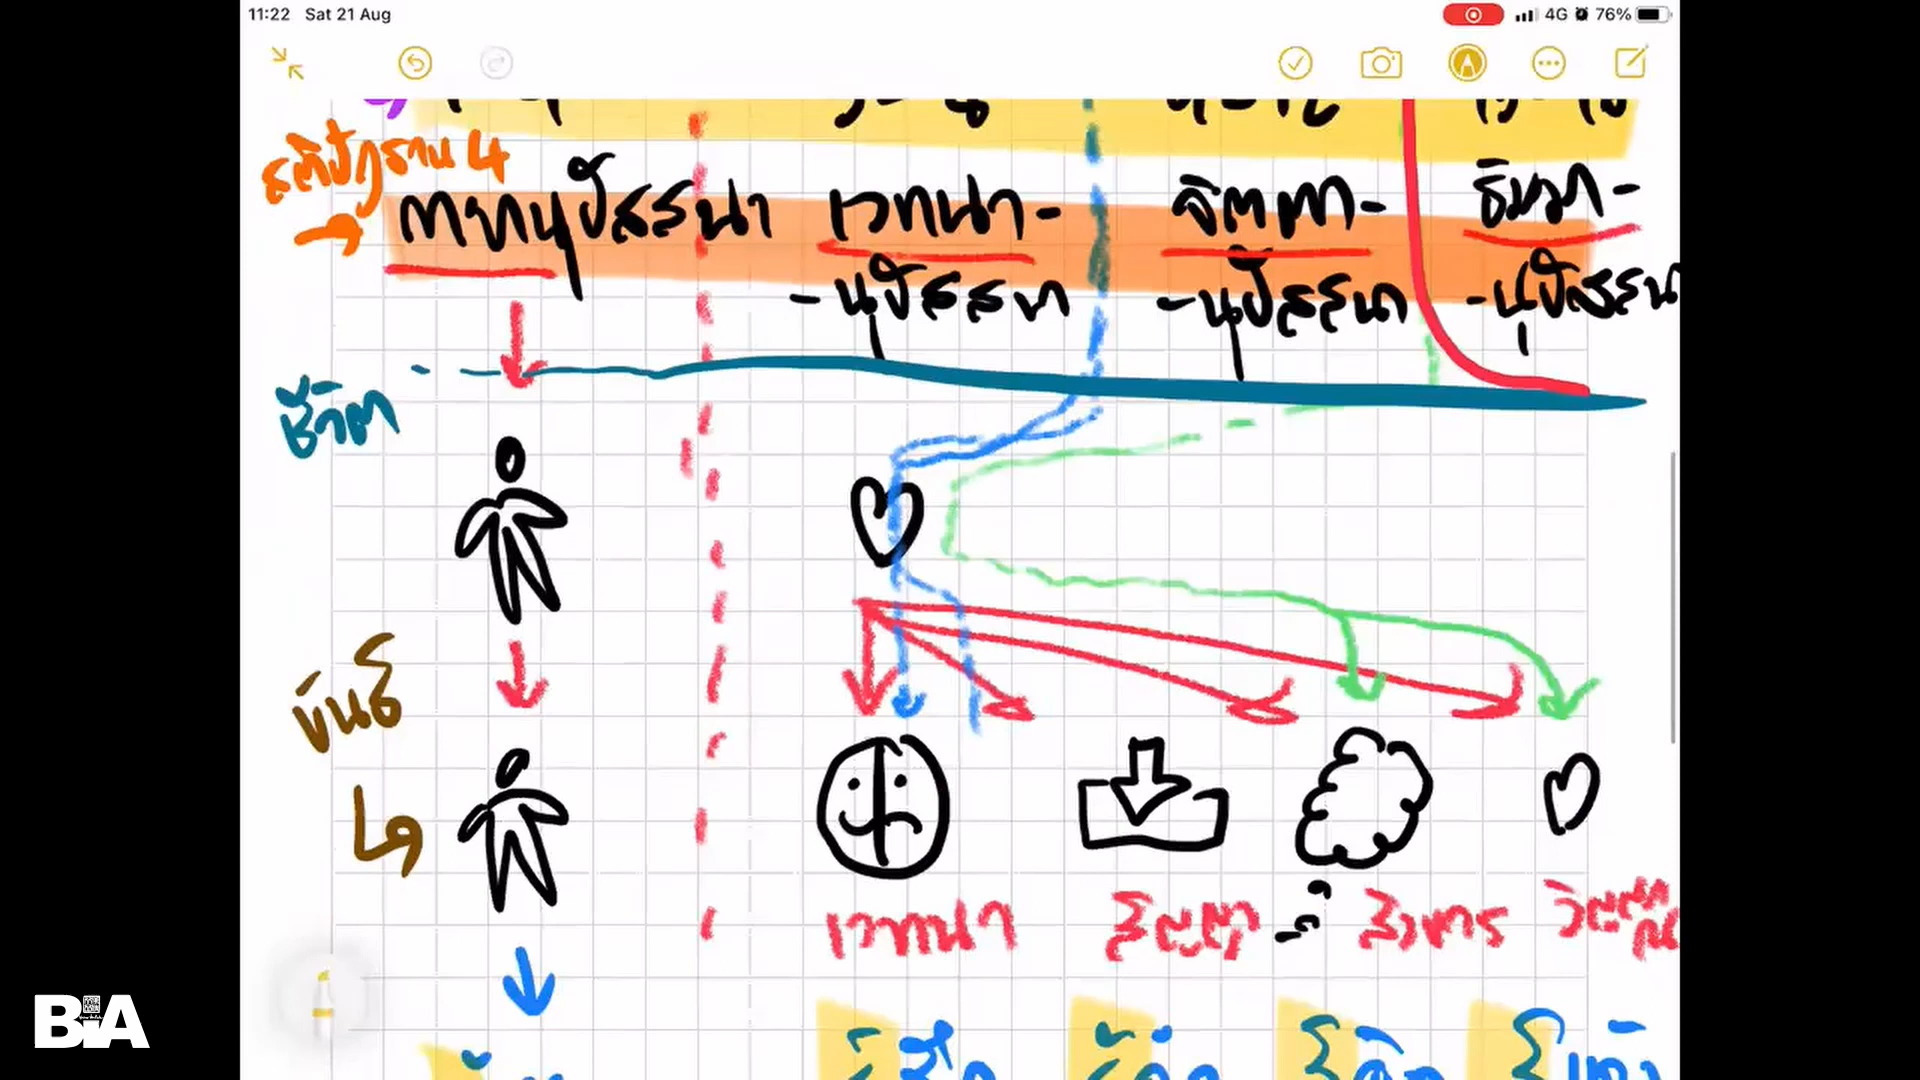 11:22 Sat 21 Aug
4G 76%
สติปัฏฐาน 4
กายานุปัสสนา เวทนา- จิตตา- ธัมมา-
-นุปัสสนา -นุปัสสนา -นุปัสสนา
ชีวิต
ขันธ์
เวทนา สัญญา สังขาร วิญญาณ
BIA